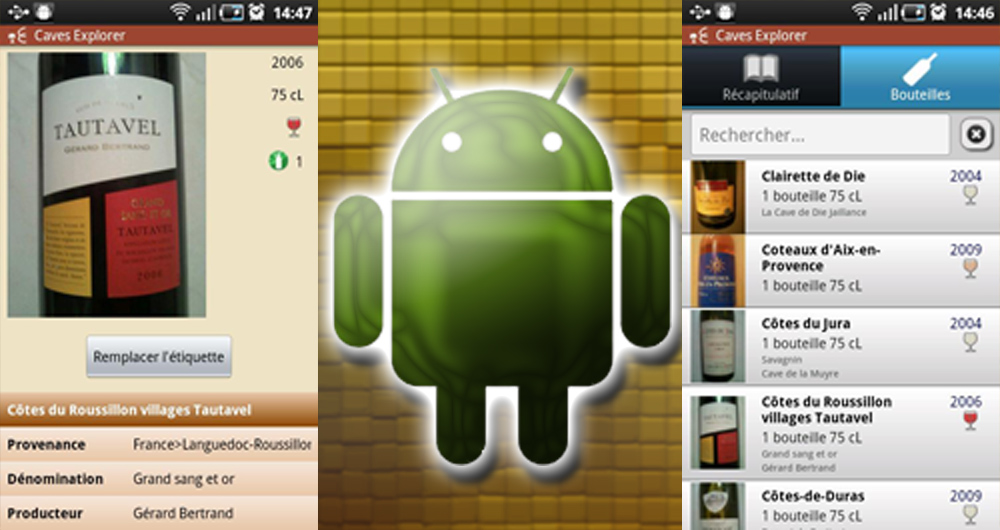 14:47
Caves Explorer
TAUTAVEL
GÉRARD BERTRAND
GÉRARD
TAUTAVEL
2006
2006
75 cL
1
Remplacer l'étiquette
Côtes du Roussillon villages Tautavel
Provenance France>Languedoc-Roussillon
Dénomination Grand sang et or
Producteur Gérard Bertrand
14:46
Caves Explorer
Récapitulatif
Bouteilles
Rechercher...
Clairette de Die 2004
1 bouteille 75 cL
La Cave de Die Jaillance
Coteaux d'Aix-en- 2009
Provence
1 bouteille 75 cL
Côtes du Jura 2004
1 bouteille 75 cL
Savagnin
Cave de la Muyre
Côtes du Roussillon 2006
villages Tautavel
1 bouteille 75 cL
Grand sang et or
Gérard Bertrand
Côtes-de-Duras 2009
1 bouteille 75 cL